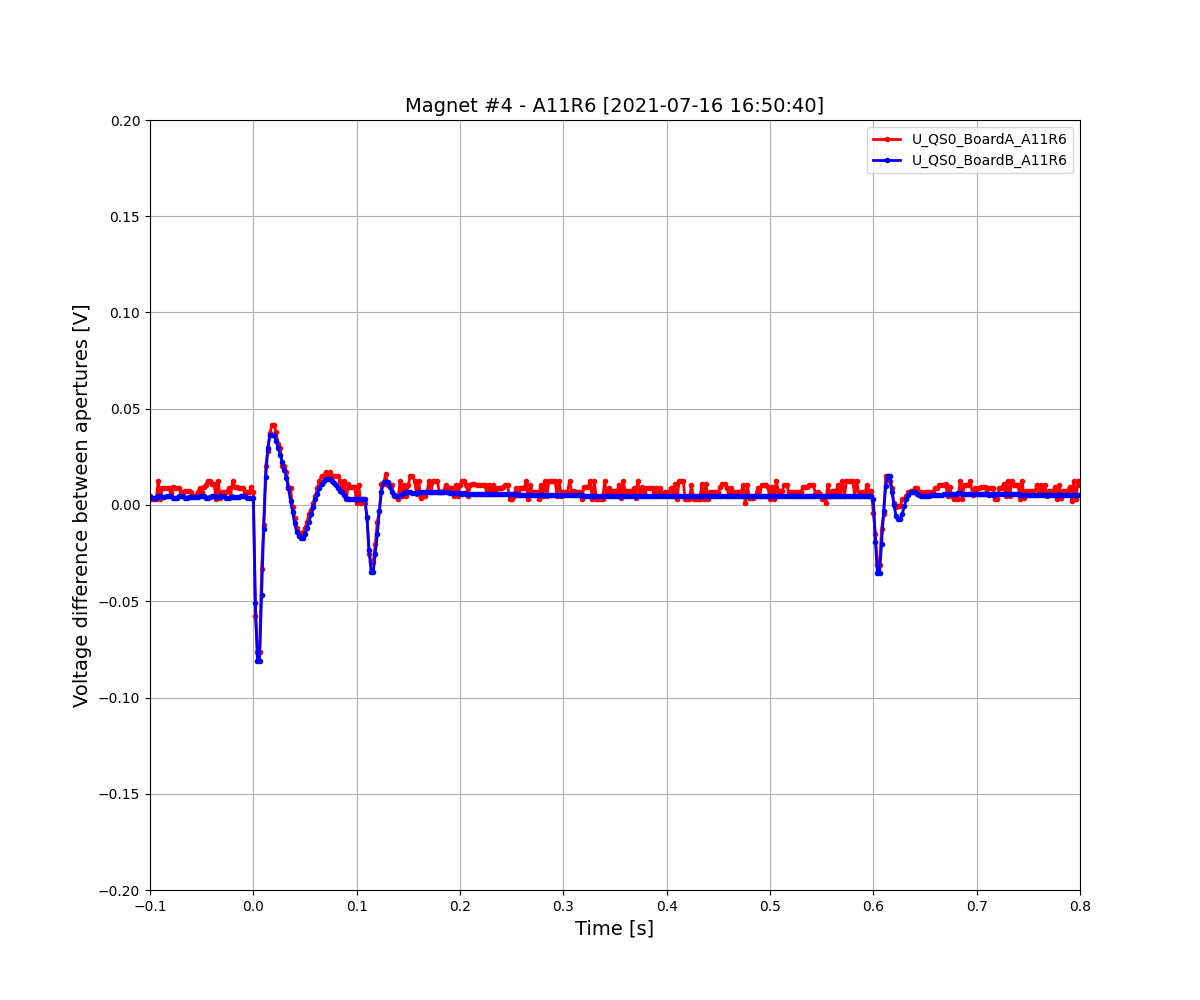 Magnet #4 - A11R6 [2021-07-16 16:50:40]
U_QS0_BoardA_A11R6
U_QS0_BoardB_A11R6
Voltage difference between apertures [V]
0.20
0.15
0.10
0.05
0.00
−0.05
−0.10
−0.15
−0.20
−0.1 0.0 0.1 0.2 0.3 0.4 0.5 0.6 0.7 0.8
Time [s]